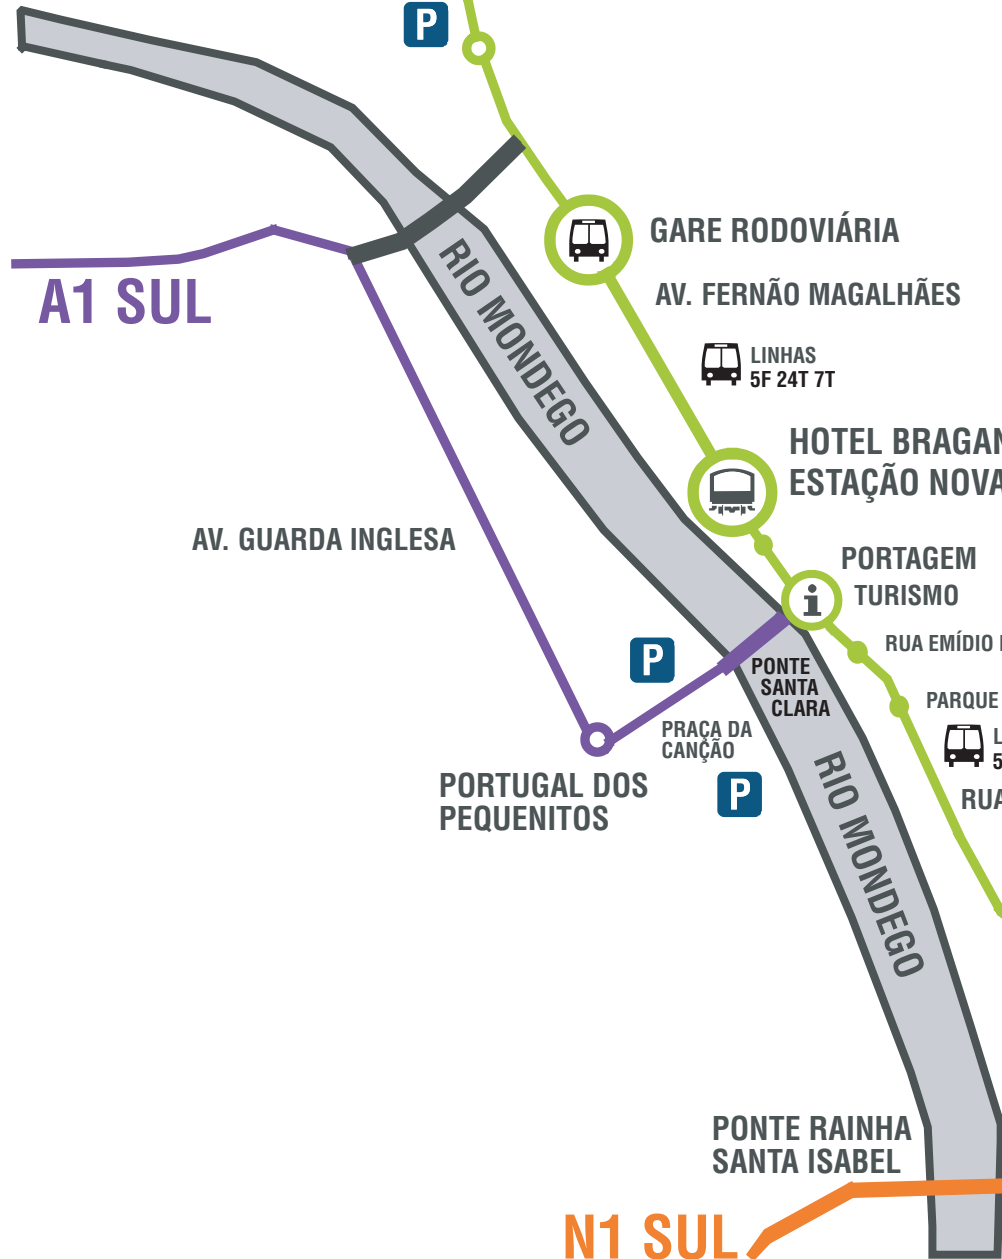 P
GARE RODOVIÁRIA
A1 SUL
RIO MONDEGO
AV. FERNÃO MAGALHÃES
LINHAS
5F 24T 7T
HOTEL BRAGAN
ESTAÇÃO NOVA
AV. GUARDA INGLESA
PORTAGEM
TURISMO
i
RUA EMÍDIO
P
PONTE
SANTA
CLARA
PARQUE
PRAÇA DA
CANÇÃO
L
5
PORTUGAL DOS
PEQUENITOS
P
RUA
RIO MONDEGO
PONTE RAINHA
SANTA ISABEL
N1 SUL